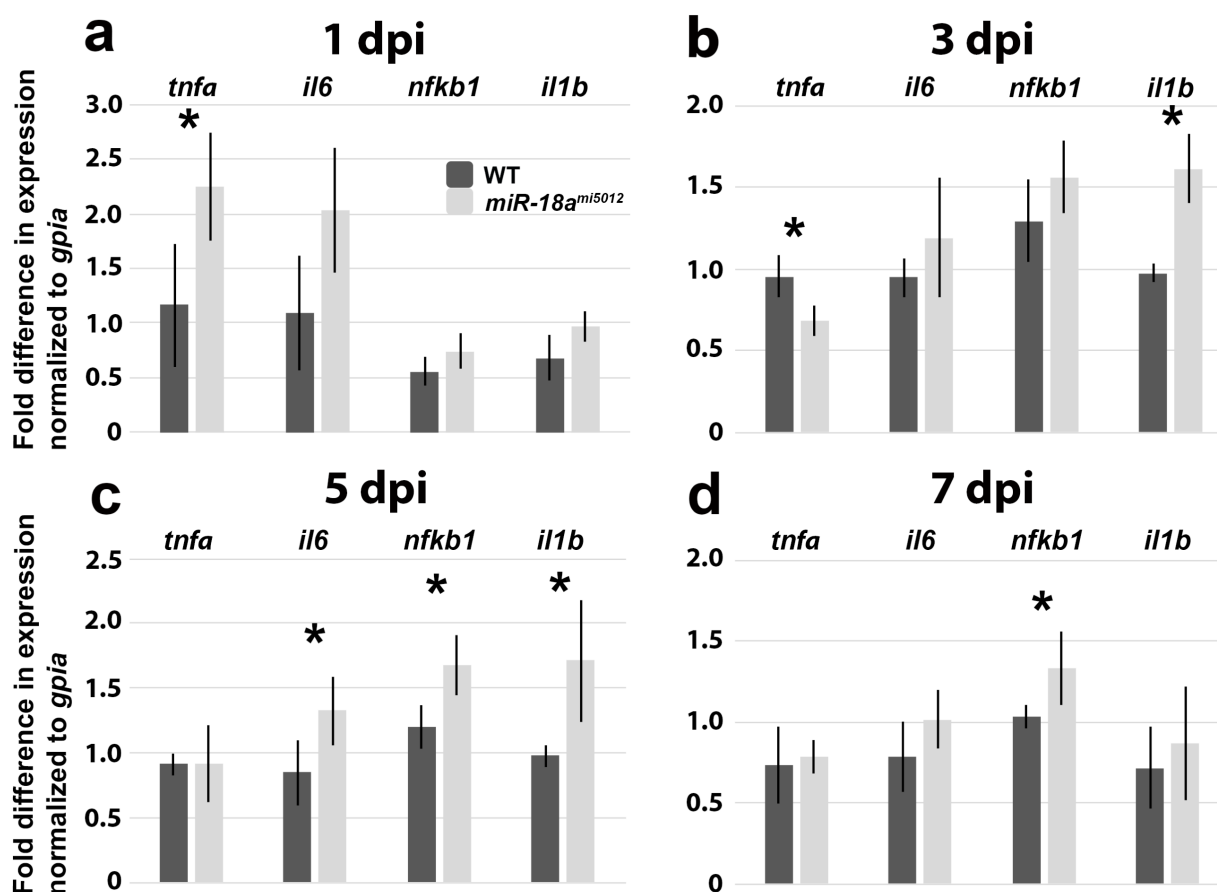 a
1 dpi
tnfa il6 nfkb1 il1b
Fold difference in expression
normalized to gpia
3.0
2.5
2.0
1.5
1.0
0.5
0
*
WT
miR-18a^mi5012
b
3 dpi
tnfa il6 nfkb1 il1b
2.0
1.5
1.0
0.5
0
*
*
c
5 dpi
tnfa il6 nfkb1 il1b
Fold difference in expression
normalized to gpia
2.5
2.0
1.5
1.0
0.5
0
*
*
*
d
7 dpi
tnfa il6 nfkb1 il1b
2.0
1.5
1.0
0.5
0
*